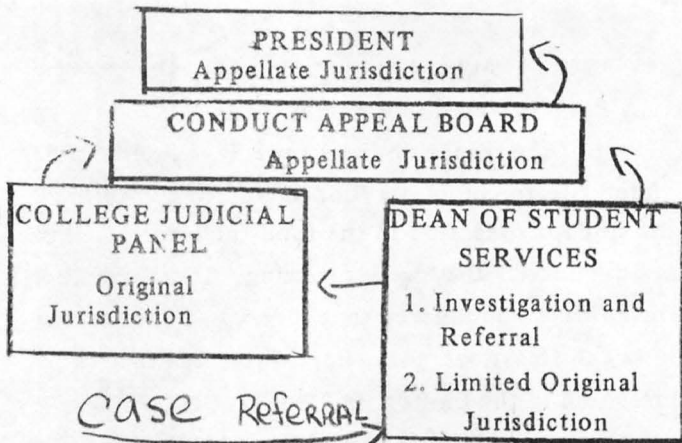 PRESIDENT
Appellate Jurisdiction
CONDUCT APPEAL BOARD
Appellate Jurisdiction
COLLEGE JUDICIAL
PANEL
Original
Jurisdiction
DEAN OF STUDENT
SERVICES
1. Investigation and
Referral
2. Limited Original
Jurisdiction
Case Referral